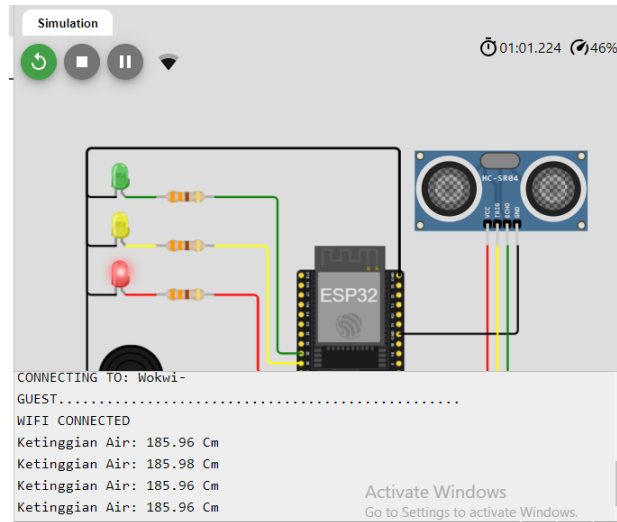 Simulation
01:01.224 46%
HC-SR04
VCC TRIG ECHO GND
ESP32
CONNECTING TO: Wokwi-
GUEST..................................................
WIFI CONNECTED
Ketinggian Air: 185.96 Cm
Ketinggian Air: 185.98 Cm
Ketinggian Air: 185.96 Cm
Ketinggian Air: 185.96 Cm
Activate Windows
Go to Settings to activate Windows.